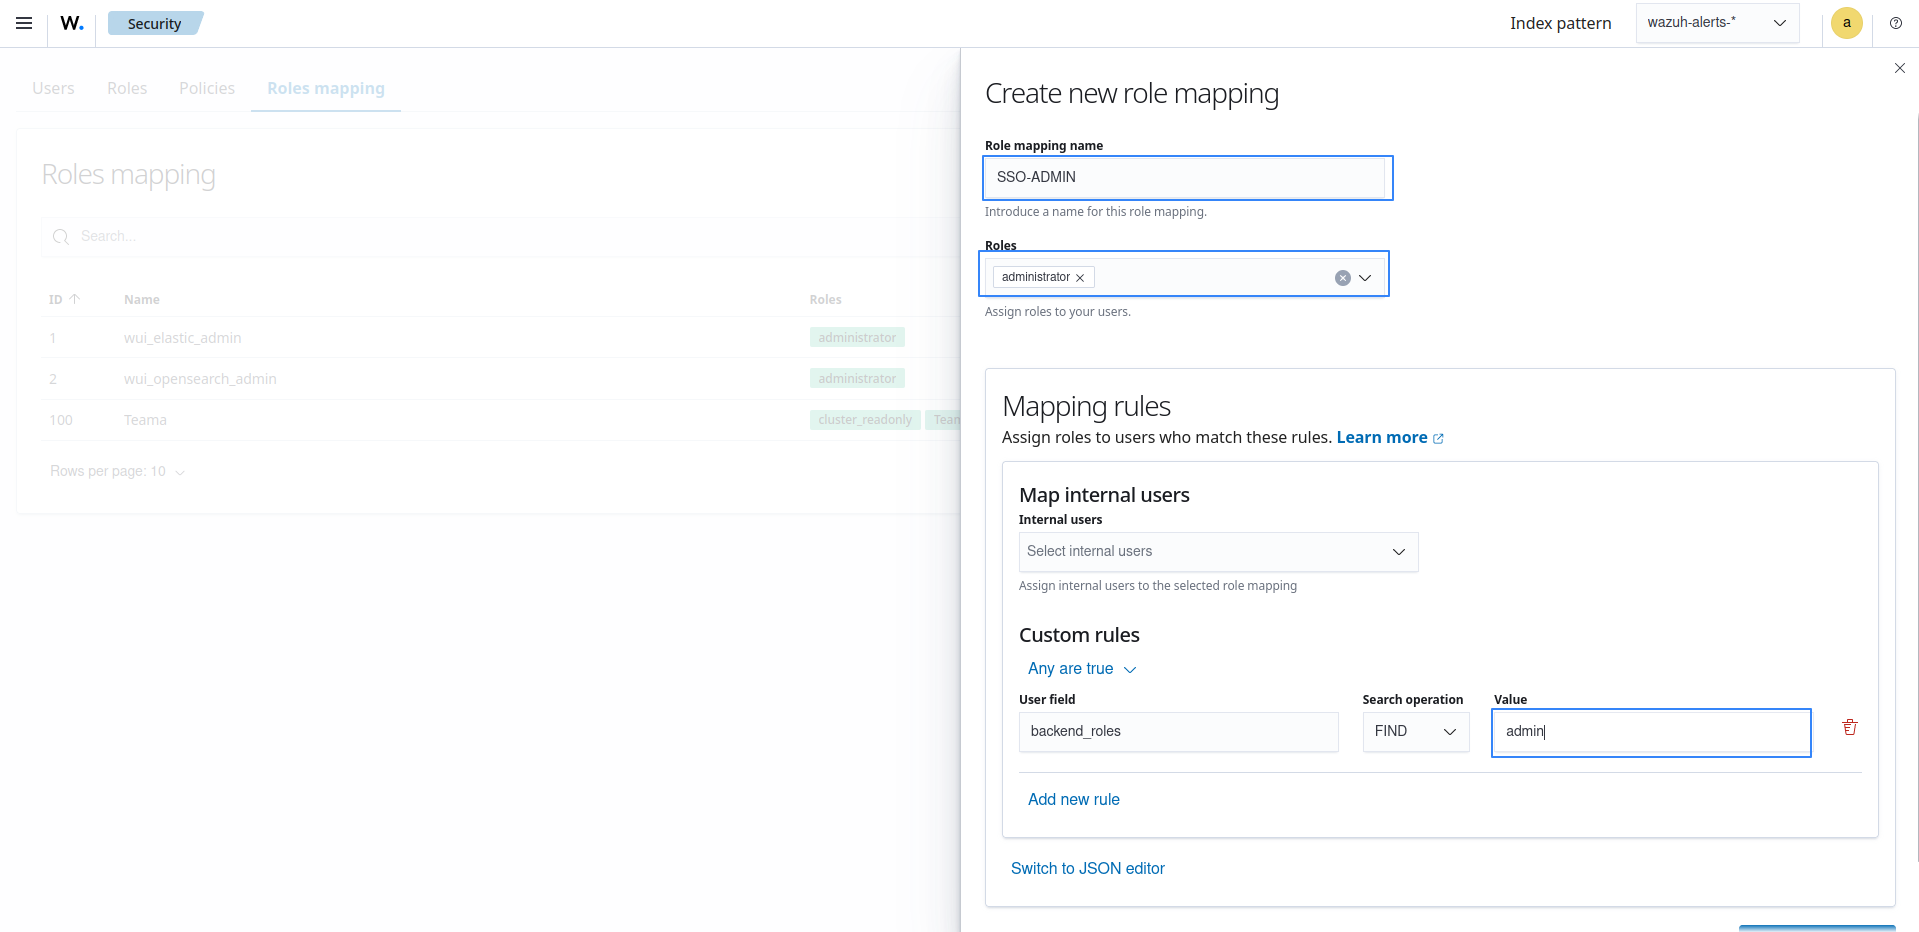 W. Security Index pattern wazuh-alerts-* a
Users Roles Policies Roles mapping
Roles mapping
Search...
ID Name Roles
1 wui_elastic_admin administrator
2 wui_opensearch_admin administrator
100 Teama cluster_readonly Tean
Rows per page: 10
Create new role mapping
Role mapping name
SSO-ADMIN
Introduce a name for this role mapping.
Roles
administrator
Assign roles to your users.
Mapping rules
Assign roles to users who match these rules. Learn more
Map internal users
Internal users
Select internal users
Assign internal users to the selected role mapping
Custom rules
Any are true
User field Search operation Value
backend_roles FIND admin
Add new rule
Switch to JSON editor